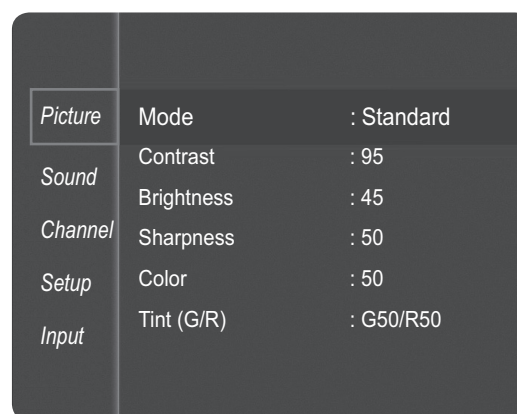 Picture
Sound
Channel
Setup
Input
Mode : Standard
Contrast : 95
Brightness : 45
Sharpness : 50
Color : 50
Tint (G/R) : G50/R50